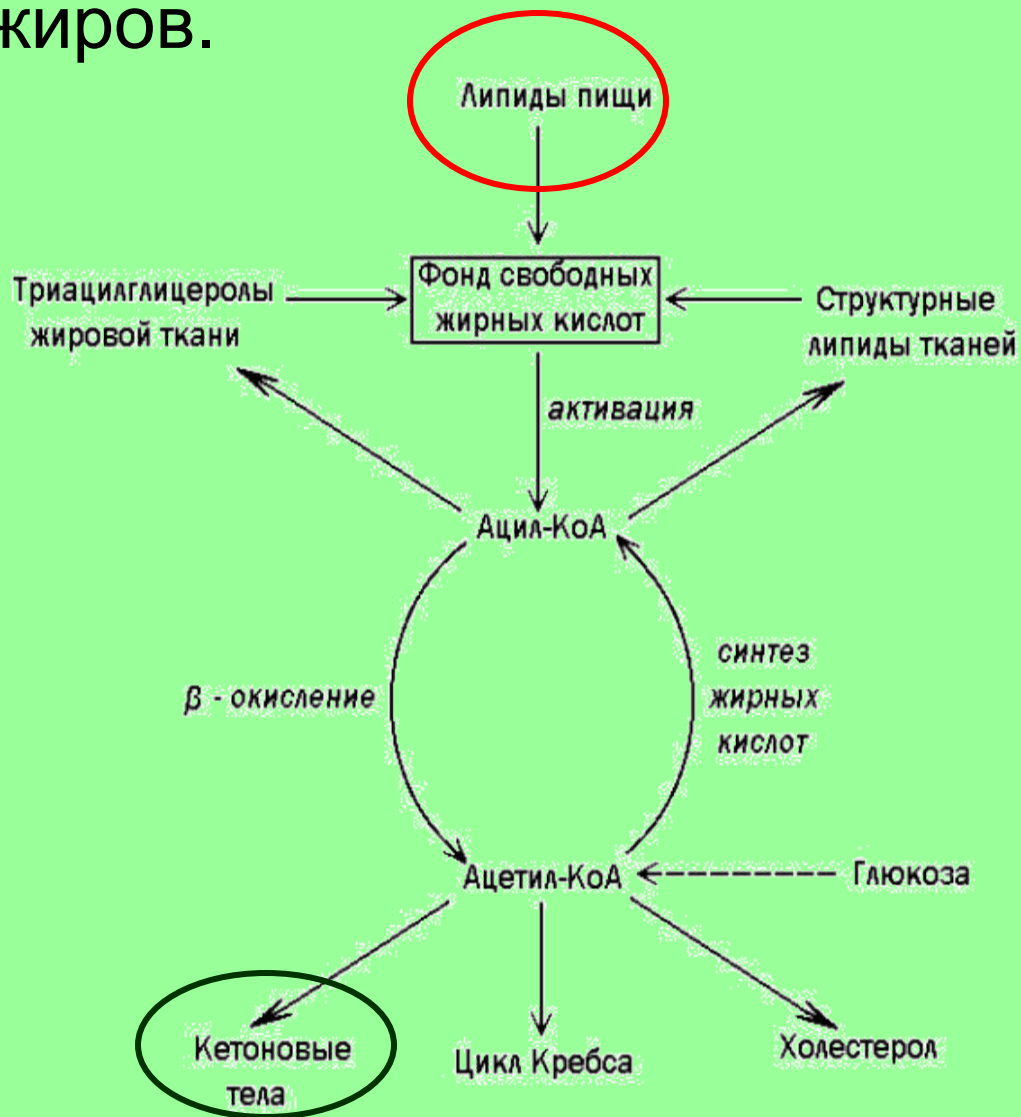 жиров.
Липиды пищи
Триацилглицеролы
жировой ткани
Фонд свободных
жирных кислот
Структурные
липиды тканей
активация
Ацил-КоА
β - окисление
синтез
жирных
кислот
Ацетил-КоА
Глюкоза
Кетоновые
тела
Цикл Кребса
Холестерол